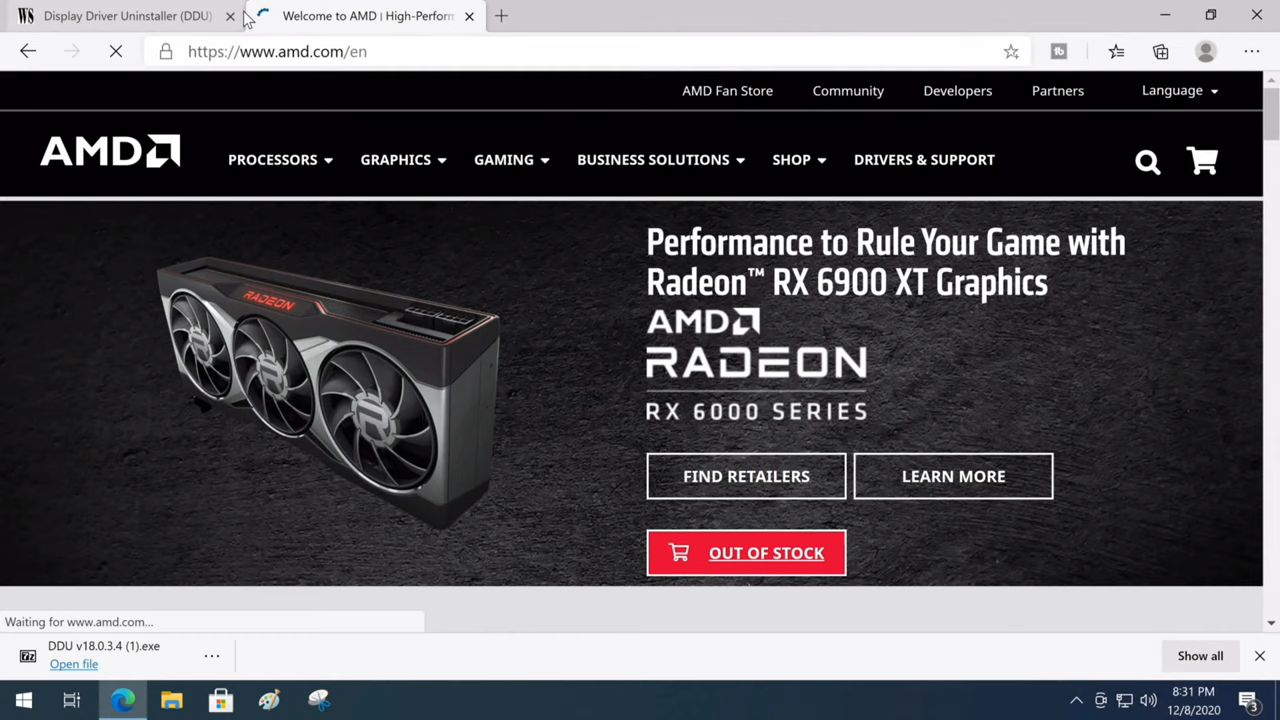 Display Driver Uninstaller (DDU)
Welcome to AMD | High-Perform
https://www.amd.com/en
AMD Fan Store
Community
Developers
Partners
Language
AMD
PROCESSORS
GRAPHICS
GAMING
BUSINESS SOLUTIONS
SHOP
DRIVERS & SUPPORT
Performance to Rule Your Game with
Radeon™ RX 6900 XT Graphics
AMD
RADEON
RX 6000 SERIES
RADEON
FIND RETAILERS
LEARN MORE
OUT OF STOCK
Waiting for www.amd.com...
DDU v18.0.3.4 (1).exe
Open file
Show all
8:31 PM
12/8/2020
3